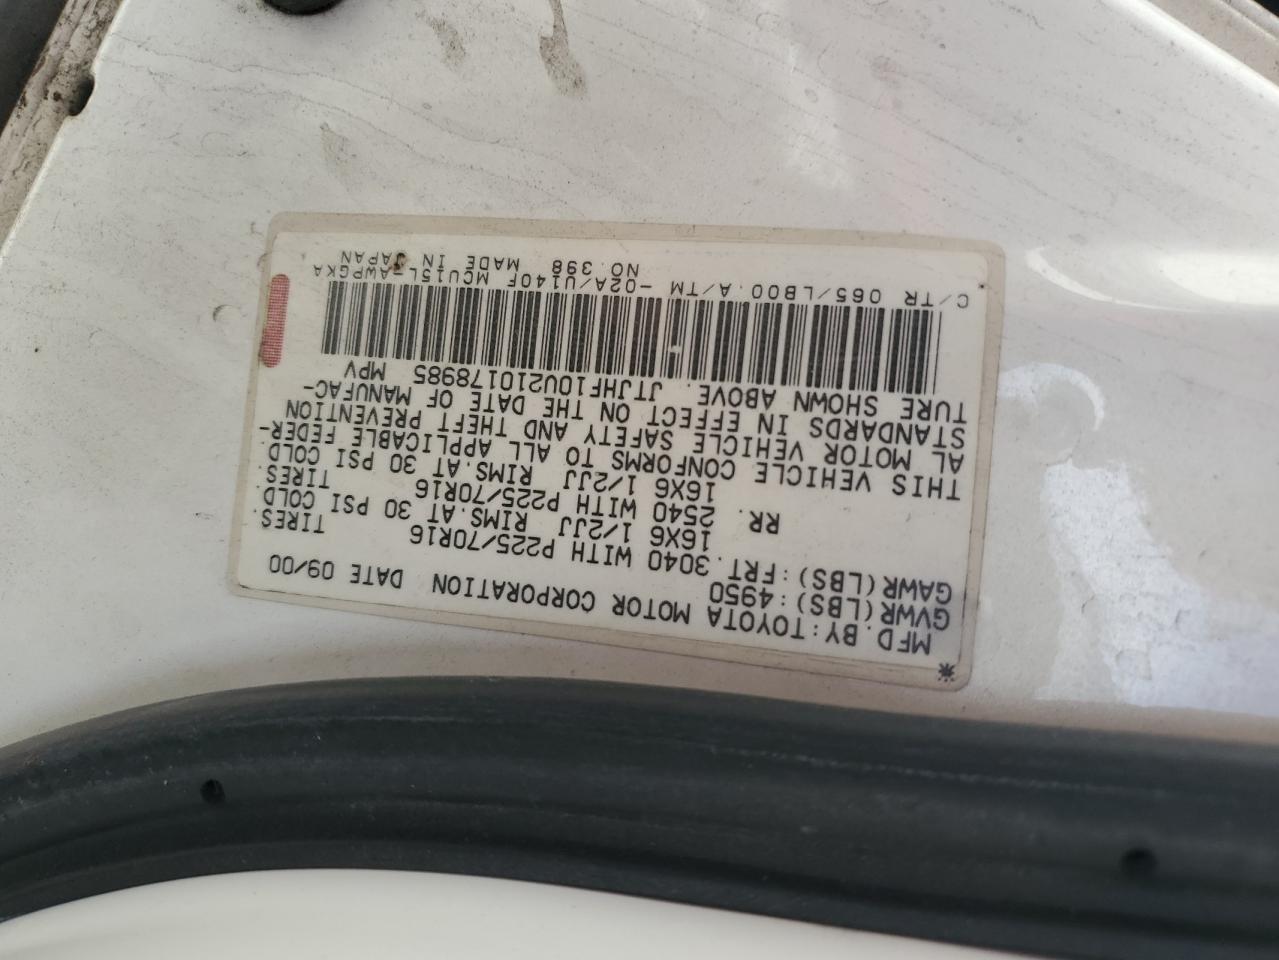 MFD. BY:TOYOTA MOTOR CORPORATION DATE 09/00
GVWR(LBS):4950
GAWR(LBS):FRT. 3040 WITH P225/70R16 TIRES.
16X6 1/2JJ RIMS.AT 30 PSI COLD
RR. 2540 WITH P225/70R16 TIRES
16X6 1/2JJ RIMS.AT 30 PSI COLD.
THIS VEHICLE CONFORMS TO ALL APPLICABLE FEDER-
AL MOTOR VEHICLE SAFETY AND THEFT PREVENTION
STANDARDS IN EFFECT ON THE DATE OF MANUFAC-
TURE SHOWN ABOVE. JTJHF10U210178985 MPV
C/TR 065/LB00 A/TM -02A/U140F MCU15L-AWPGKA
NO.398 MADE IN JAPAN